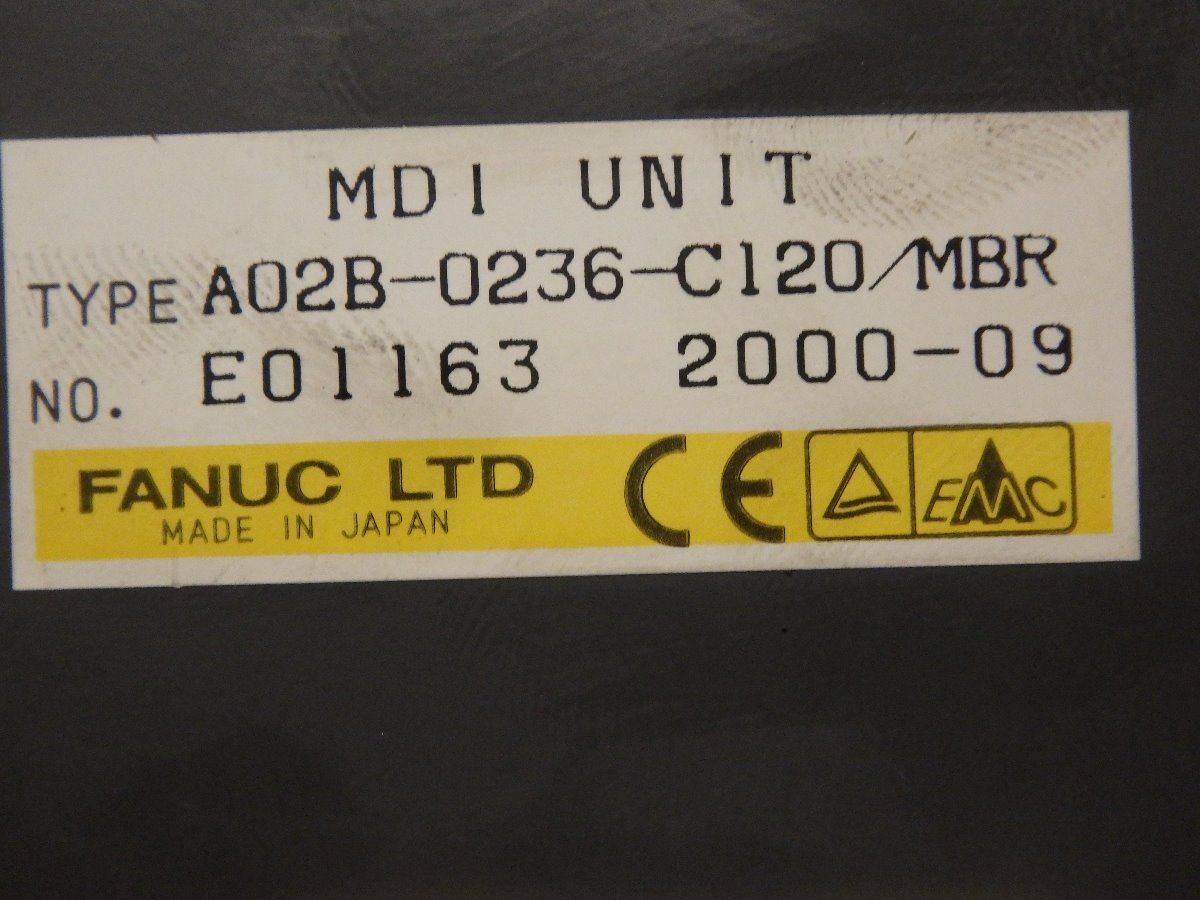 MDI UNIT
TYPE A02B-0236-C120/MBR
NO. E01163 2000-09
FANUC LTD
MADE IN JAPAN
CE
EMC